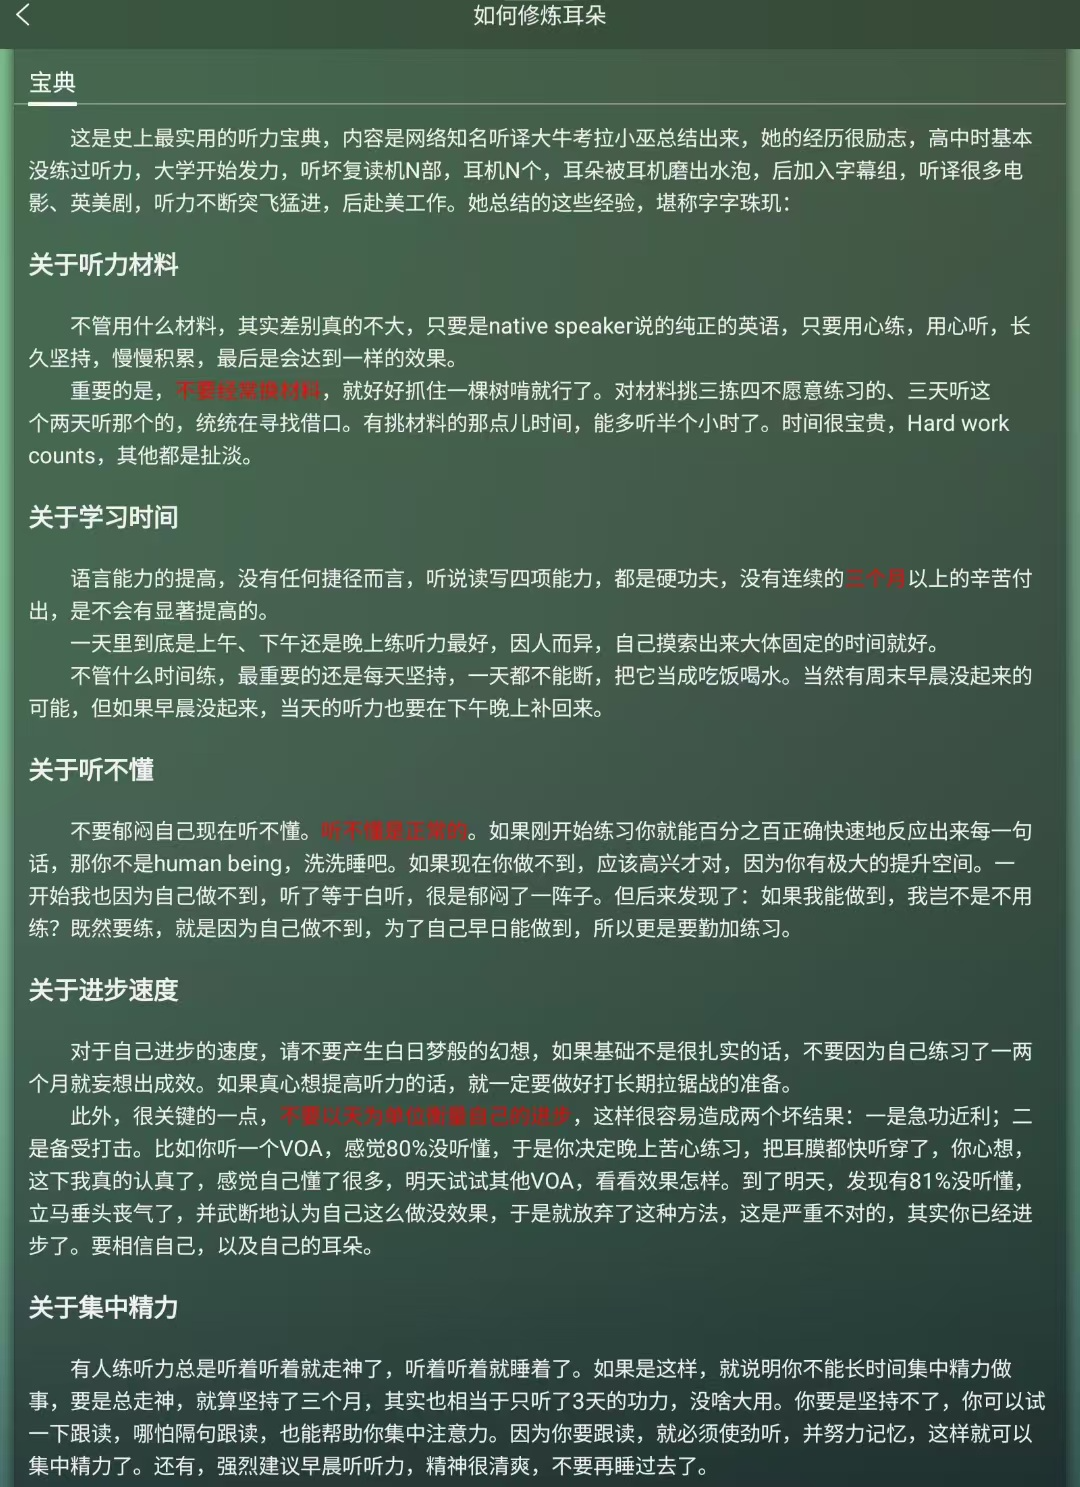 如何修炼耳朵
宝典
这是史上最实用的听力宝典，内容是网络知名听译大牛考拉小巫总结出来，她的经历很励志，高中时基本
没练过听力，大学开始发力，听坏复读机N部，耳机N个，耳朵被耳机磨出水泡，后加入字幕组，听译很多电
影、英美剧，听力不断突飞猛进，后赴美工作。她总结的这些经验，堪称字字珠玑：
关于听力材料
不管用什么材料，其实差别真的不大，只要是native speaker说的纯正的英语，只要用心练，用心听，长
久坚持，慢慢积累，最后是会达到一样的效果。
重要的是，不要经常换材料，就好好抓住一棵树啃就行了。对材料挑三拣四不愿意练习的、三天听这
个两天听那个的，统统在寻找借口。有挑材料的那点儿时间，能多听半个小时了。时间很宝贵，Hard work
counts，其他都是扯淡。
关于学习时间
语言能力的提高，没有任何捷径而言，听说读写四项能力，都是硬功夫，没有连续的三个月以上的辛苦付
出，是不会有显著提高的。
一天里到底是上午、下午还是晚上练听力最好，因人而异，自己摸索出来大体固定的时间就好。
不管什么时间练，最重要的还是每天坚持，一天都不能断，把它当成吃饭喝水。当然有周末早晨没起来的
可能，但如果早晨没起来，当天的听力也要在下午晚上补回来。
关于听不懂
不要郁闷自己现在听不懂。听不懂是正常的。如果刚开始练习你就能百分之百正确快速地反应出来每一句
话，那你不是human being，洗洗睡吧。如果现在你做不到，应该高兴才对，因为你有极大的提升空间。一
开始我也因为自己做不到，听了等于白听，很是郁闷了一阵子。但后来发现了：如果我能做到，我岂不是不用
练？既然要练，就是因为自己做不到，为了自己早日能做到，所以更是要勤加练习。
关于进步速度
对于自己进步的速度，请不要产生白日梦般的幻想，如果基础不是很扎实的话，不要因为自己练习了一两
个月就妄想出成效。如果真心想提高听力的话，就一定要做好打长期拉锯战的准备。
此外，很关键的一点，不要以天为单位衡量自己的进步，这样很容易造成两个坏结果：一是急功近利；二
是备受打击。比如你听一个VOA，感觉80%没听懂，于是你决定晚上苦心练习，把耳膜都快听穿了，你心想，
这下我真的认真了，感觉自己懂了很多，明天试试其他VOA，看看效果怎样。到了明天，发现有81%没听懂，
立马垂头丧气了，并武断地认为自己这么做没效果，于是就放弃了这种方法，这是严重不对的，其实你已经进
步了。要相信自己，以及自己的耳朵。
关于集中精力
有人练听力总是听着听着就走神了，听着听着就睡着了。如果是这样，就说明你不能长时间集中精力做
事，要是总走神，就算坚持了三个月，其实也相当于只听了3天的功力，没啥大用。你要是坚持不了，你可以试
一下跟读，哪怕隔句跟读，也能帮助你集中注意力。因为你要跟读，就必须使劲听，并努力记忆，这样就可以
集中精力了。还有，强烈建议早晨听听力，精神很清爽，不要再睡过去了。